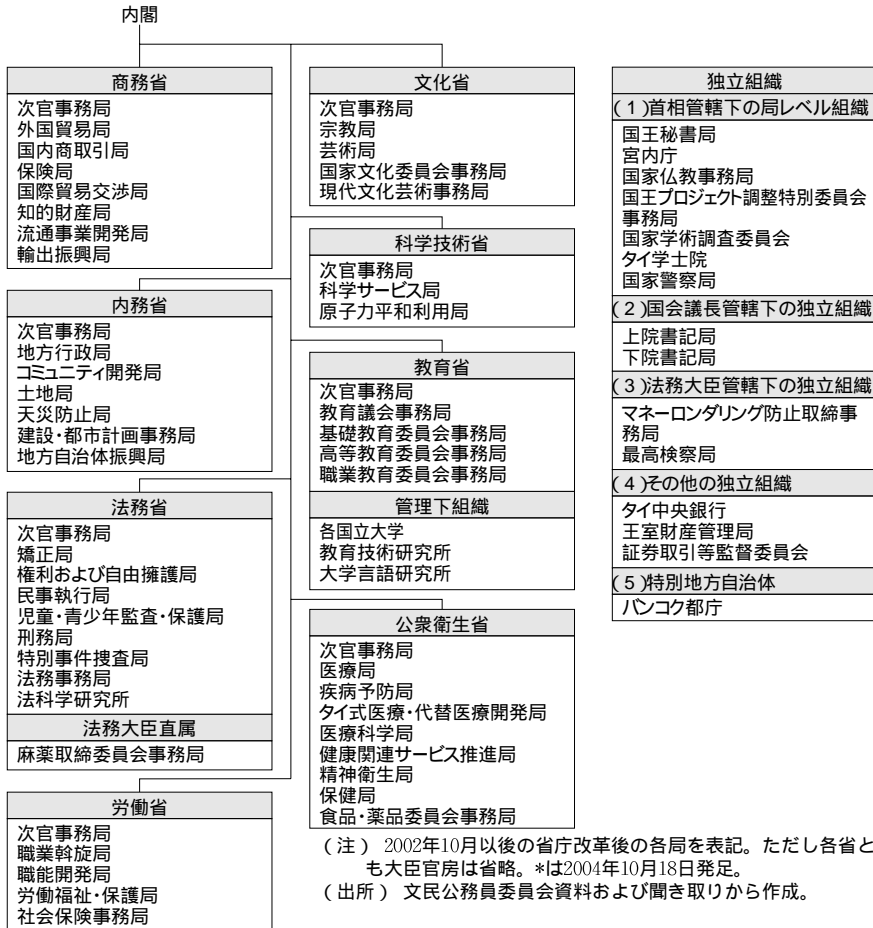 内閣
商務省
次官事務局
外国貿易局
国内商取引局
保険局
国際貿易交渉局
知的財産局
流通事業開発局
輸出振興局
内務省
次官事務局
地方行政局
コミュニティ開発局
土地局
天災防止局
建設・都市計画事務局
地方自治体振興局
法務省
次官事務局
矯正局
権利および自由擁護局
民事執行局
児童・青少年監査・保護局
刑務局
特別事件捜査局
法務事務局
法科学研究所
法務大臣直属
麻薬取締委員会事務局
労働省
次官事務局
職業斡旋局
職能開発局
労働福祉・保護局
社会保険事務局
文化省
次官事務局
宗教局
芸術局
国家文化委員会事務局
現代文化芸術事務局
科学技術省
次官事務局
科学サービス局
原子力平和利用局
教育省
次官事務局
教育議会事務局
基礎教育委員会事務局
高等教育委員会事務局
職業教育委員会事務局
管理下組織
各国立大学
教育技術研究所
大学言語研究所
公衆衛生省
次官事務局
医療局
疾病予防局
タイ式医療・代替医療開発局
医療科学局
健康関連サービス推進局
精神衛生局
保健局
食品・薬品委員会事務局
独立組織
(1)首相管轄下の局レベル組織
国王秘書局
宮内庁
国家仏教事務局
国王プロジェクト調整特別委員会
事務局
国家学術調査委員会
タイ学士院
国家警察局
(2)国会議長管轄下の独立組織
上院書記局
下院書記局
(3)法務大臣管轄下の独立組織
マネーロンダリング防止取締事
務局
最高検察局
(4)その他の独立組織
タイ中央銀行
王室財産管理局
証券取引等監督委員会
(5)特別地方自治体
バンコク都庁
(注) 2002年10月以後の省庁改革後の各局を表記。ただし各省と
も大臣官房は省略。*は2004年10月18日発足。
(出所) 文民公務員委員会資料および聞き取りから作成。